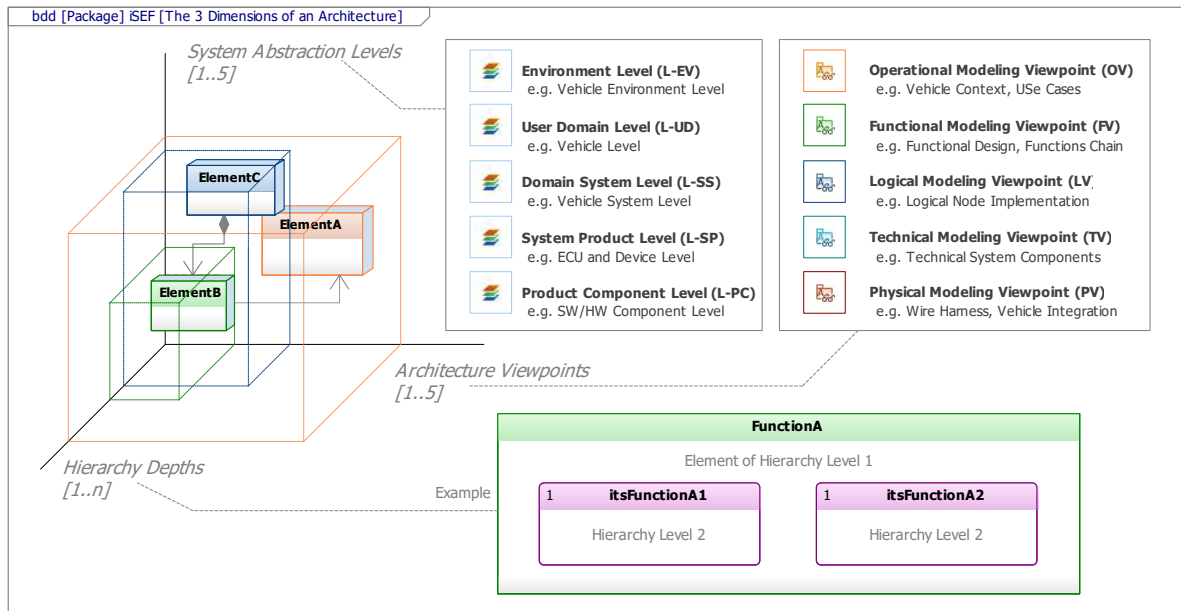 bdd [Package] iSEF [The 3 Dimensions of an Architecture]
System Abstraction Levels
[1..5]
ElementC
ElementA
ElementB
Architecture Viewpoints
[1..5]
Hierarchy Depths
[1..n]
Environment Level (L-EV)
e.g. Vehicle Environment Level
User Domain Level (L-UD)
e.g. Vehicle Level
Domain System Level (L-SS)
e.g. Vehicle System Level
System Product Level (L-SP)
e.g. ECU and Device Level
Product Component Level (L-PC)
e.g. SW/HW Component Level
Operational Modeling Viewpoint (OV)
e.g. Vehicle Context, USe Cases
Functional Modeling Viewpoint (FV)
e.g. Functional Design, Functions Chain
Logical Modeling Viewpoint (LV)
e.g. Logical Node Implementation
Technical Modeling Viewpoint (TV)
e.g. Technical System Components
Physical Modeling Viewpoint (PV)
e.g. Wire Harness, Vehicle Integration
Example
FunctionA
Element of Hierarchy Level 1
1 itsFunctionA1
Hierarchy Level 2
1 itsFunctionA2
Hierarchy Level 2